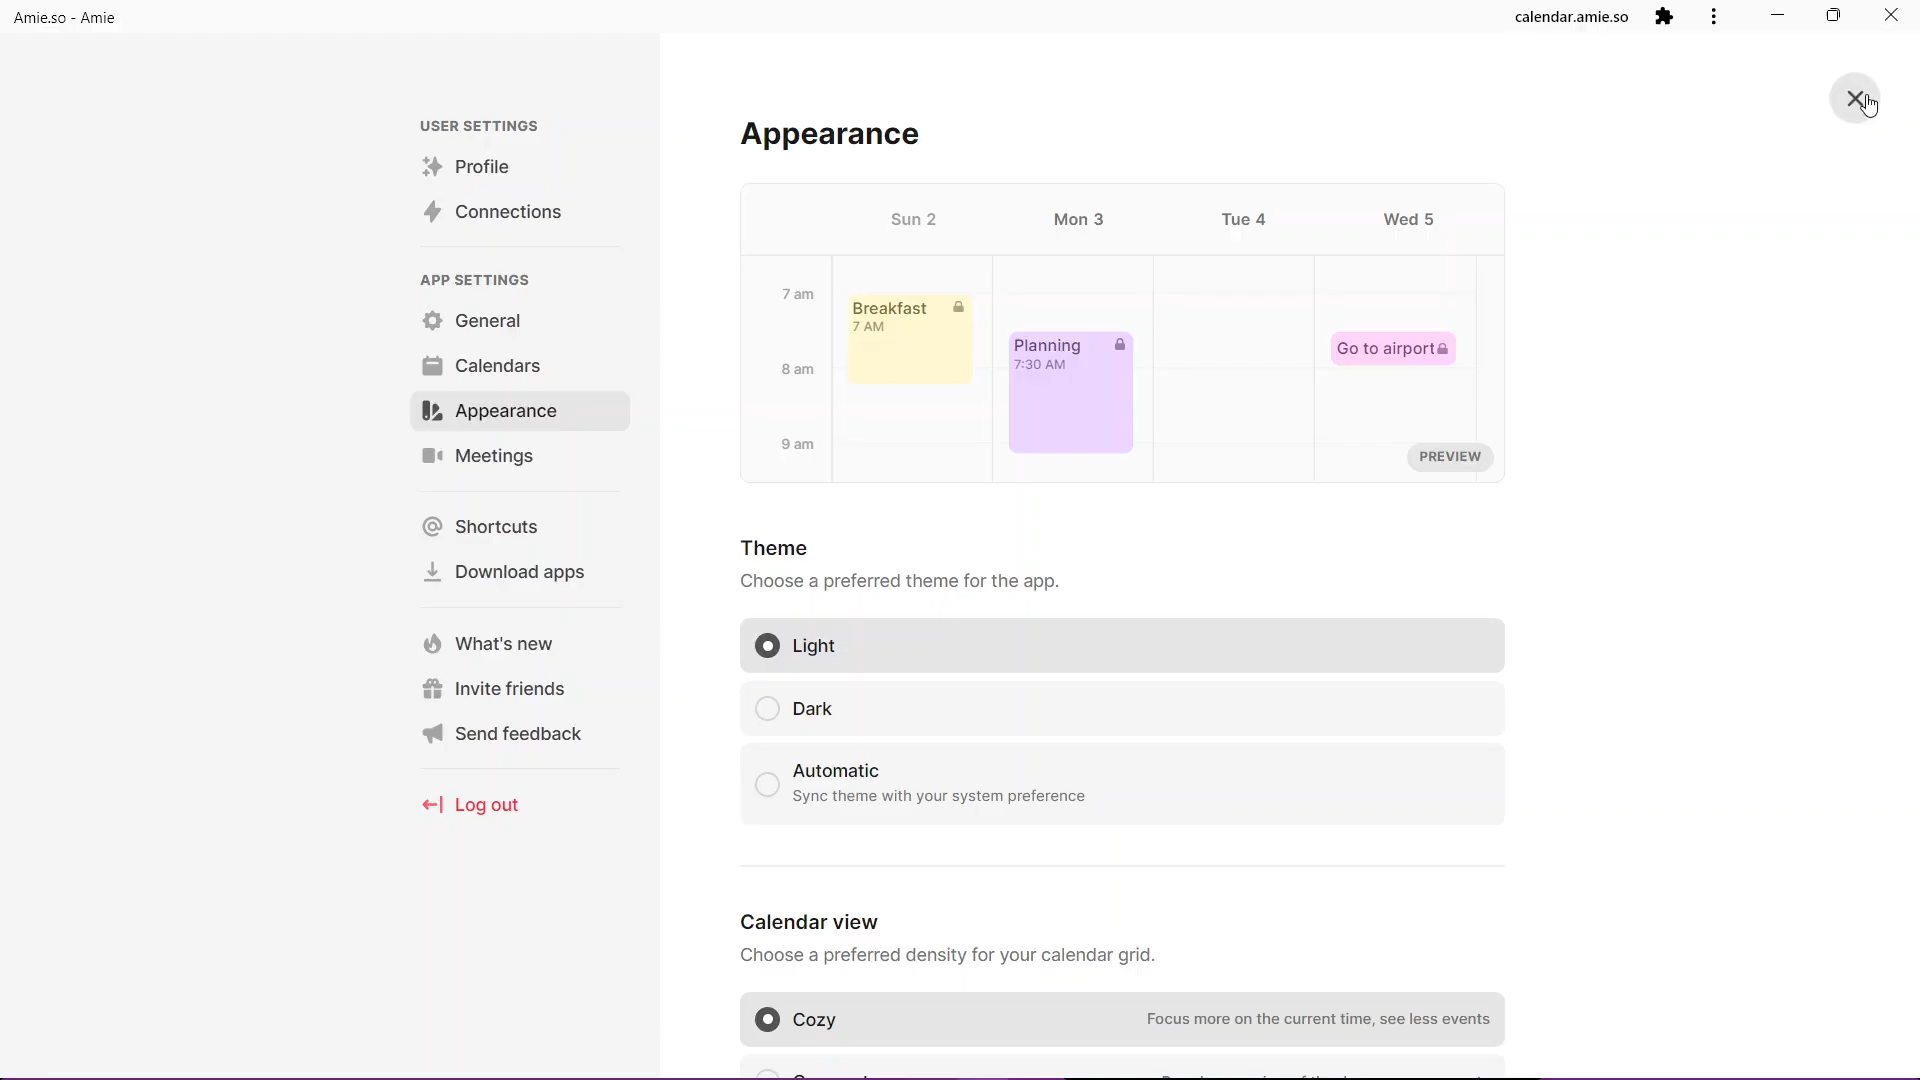 Amie.so - Amie
calendar.amie.so
USER SETTINGS
Profile
Connections
APP SETTINGS
General
Calendars
Appearance
Meetings
Shortcuts
Download apps
What's new
Invite friends
Send feedback
Log out
Appearance
Sun 2 Mon 3 Tue 4 Wed 5
7 am
8 am
9 am
Breakfast
7 AM
Planning
7:30 AM
Go to airport
PREVIEW
Theme
Choose a preferred theme for the app.
Light
Dark
Automatic
Sync theme with your system preference
Calendar view
Choose a preferred density for your calendar grid.
Cozy Focus more on the current time, see less events